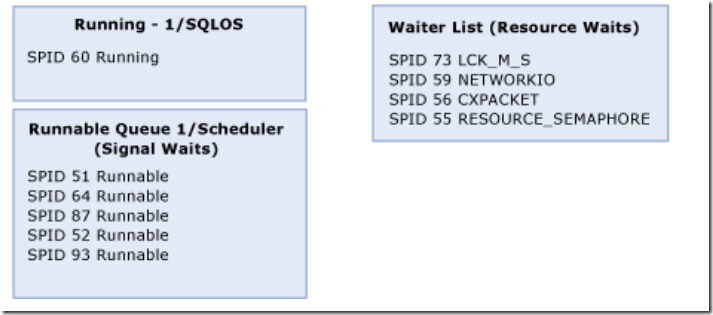 Running - 1/SQLOS
SPID 60 Running
Runnable Queue 1/Scheduler
(Signal Waits)
SPID 51 Runnable
SPID 64 Runnable
SPID 87 Runnable
SPID 52 Runnable
SPID 93 Runnable
Waiter List (Resource Waits)
SPID 73 LCK_M_S
SPID 59 NETWORKIO
SPID 56 CXPACKET
SPID 55 RESOURCE_SEMAPHORE